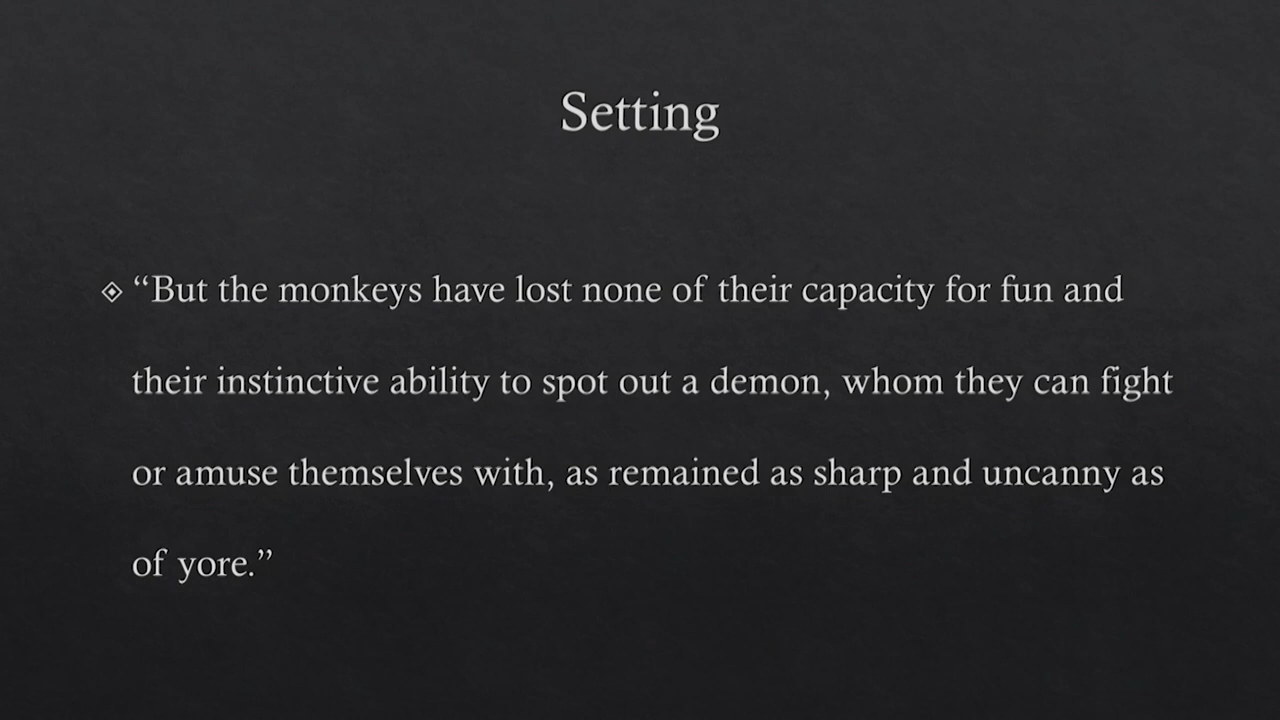 Setting
“But the monkeys have lost none of their capacity for fun and
their instinctive ability to spot out a demon, whom they can fight
or amuse themselves with, as remained as sharp and uncanny as
of yore.”